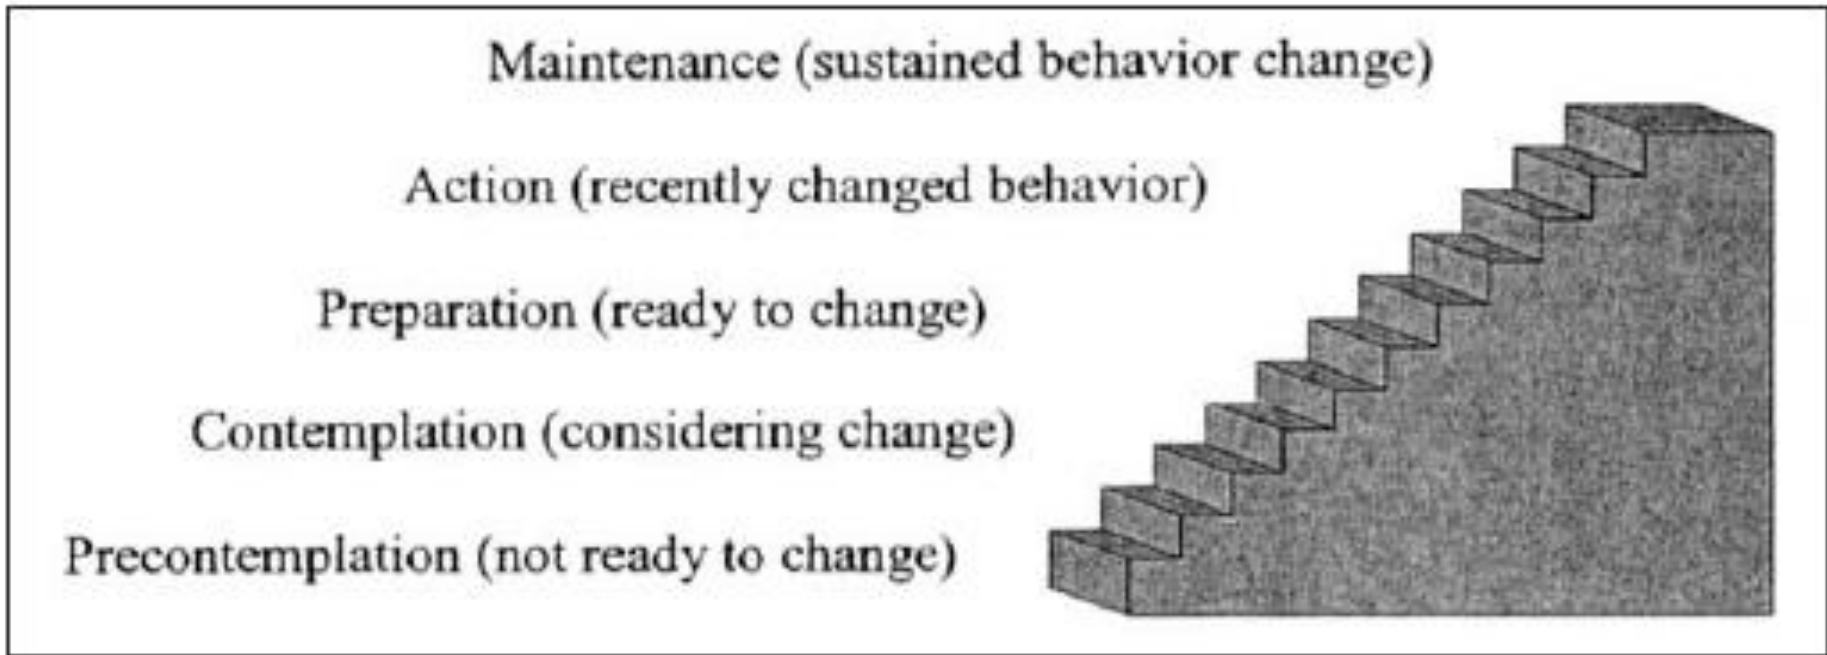 Maintenance (sustained behavior change)
Action (recently changed behavior)
Preparation (ready to change)
Contemplation (considering change)
Precontemplation (not ready to change)